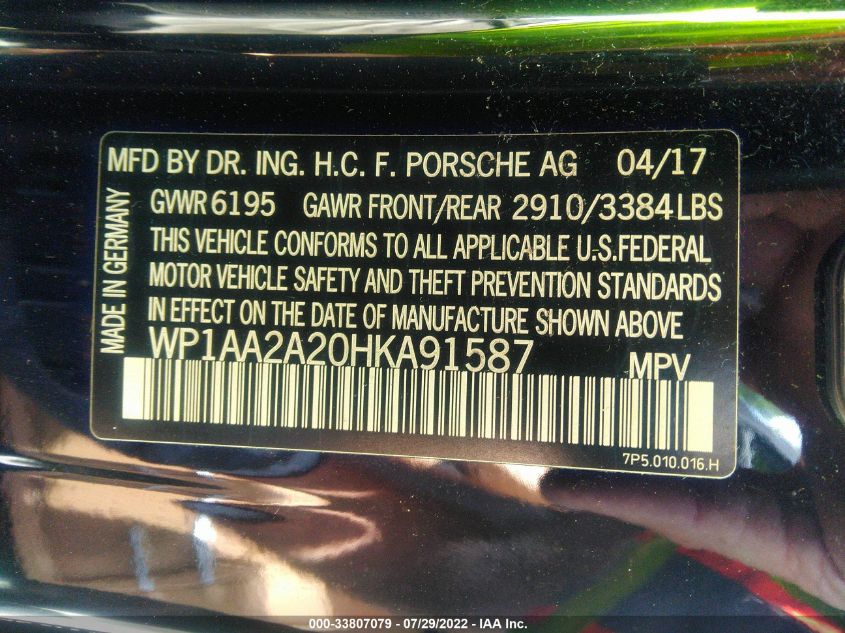 MFD BY DR. ING. H.C. F. PORSCHE AG 04/17
GVWR 6195 GAWR FRONT/REAR 2910/3384LBS
THIS VEHICLE CONFORMS TO ALL APPLICABLE U.S.FEDERAL
MOTOR VEHICLE SAFETY AND THEFT PREVENTION STANDARDS
IN EFFECT ON THE DATE OF MANUFACTURE SHOWN ABOVE
WP1AA2A20HKA91587 MPV
7P5.010.016.H
MADE IN GERMANY
000-33807079 - 07/29/2022 - IAA Inc.